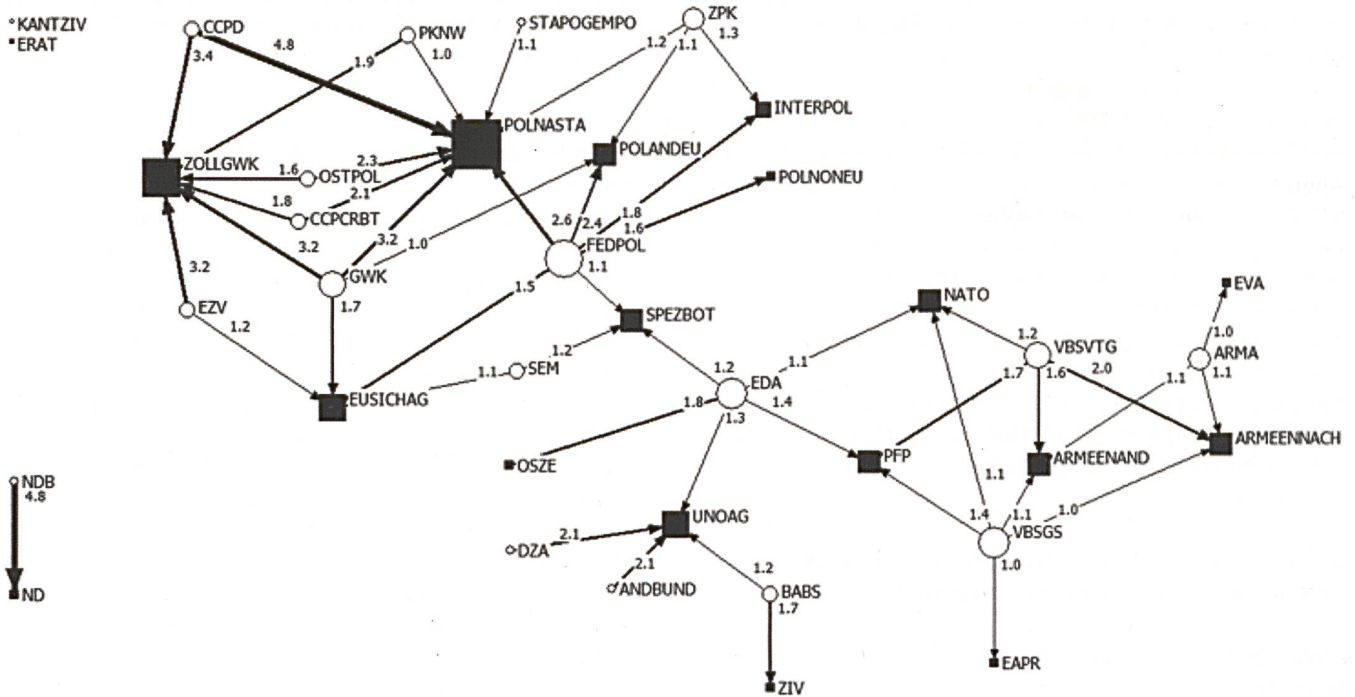 KANTZIV
ERAT
CCPD
3.4
4.8
PKNW
1.9
1.0
STAPOGEMPO
1.1
ZPK
1.2
1.1
1.3
INTERPOL
POLNASTA
POLANDEU
POLNONEU
ZOLLGWK
1.6
OSTPOL
2.3
1.8
CCPCRBT
2.1
3.2
GWK
3.2
1.0
1.7
2.6
2.4
1.8
1.6
FEDPOL
1.1
1.5
3.2
EZV
1.2
EUSICHAG
1.1
SEM
1.2
SPEZBOT
NATO
EVA
1.0
ARMA
1.1
1.1
1.2
VBSVTG
1.7
1.6
2.0
1.1
1.2
EDA
1.8
1.3
1.4
OSZE
PFP
ARMEENAND
ARMEENNACH
1.1
1.4
1.1
1.0
VBSGS
1.0
EAPR
NDB
4.8
ND
UNOAG
DZA
2.1
2.1
ANDBUND
1.2
BABS
1.7
ZIV